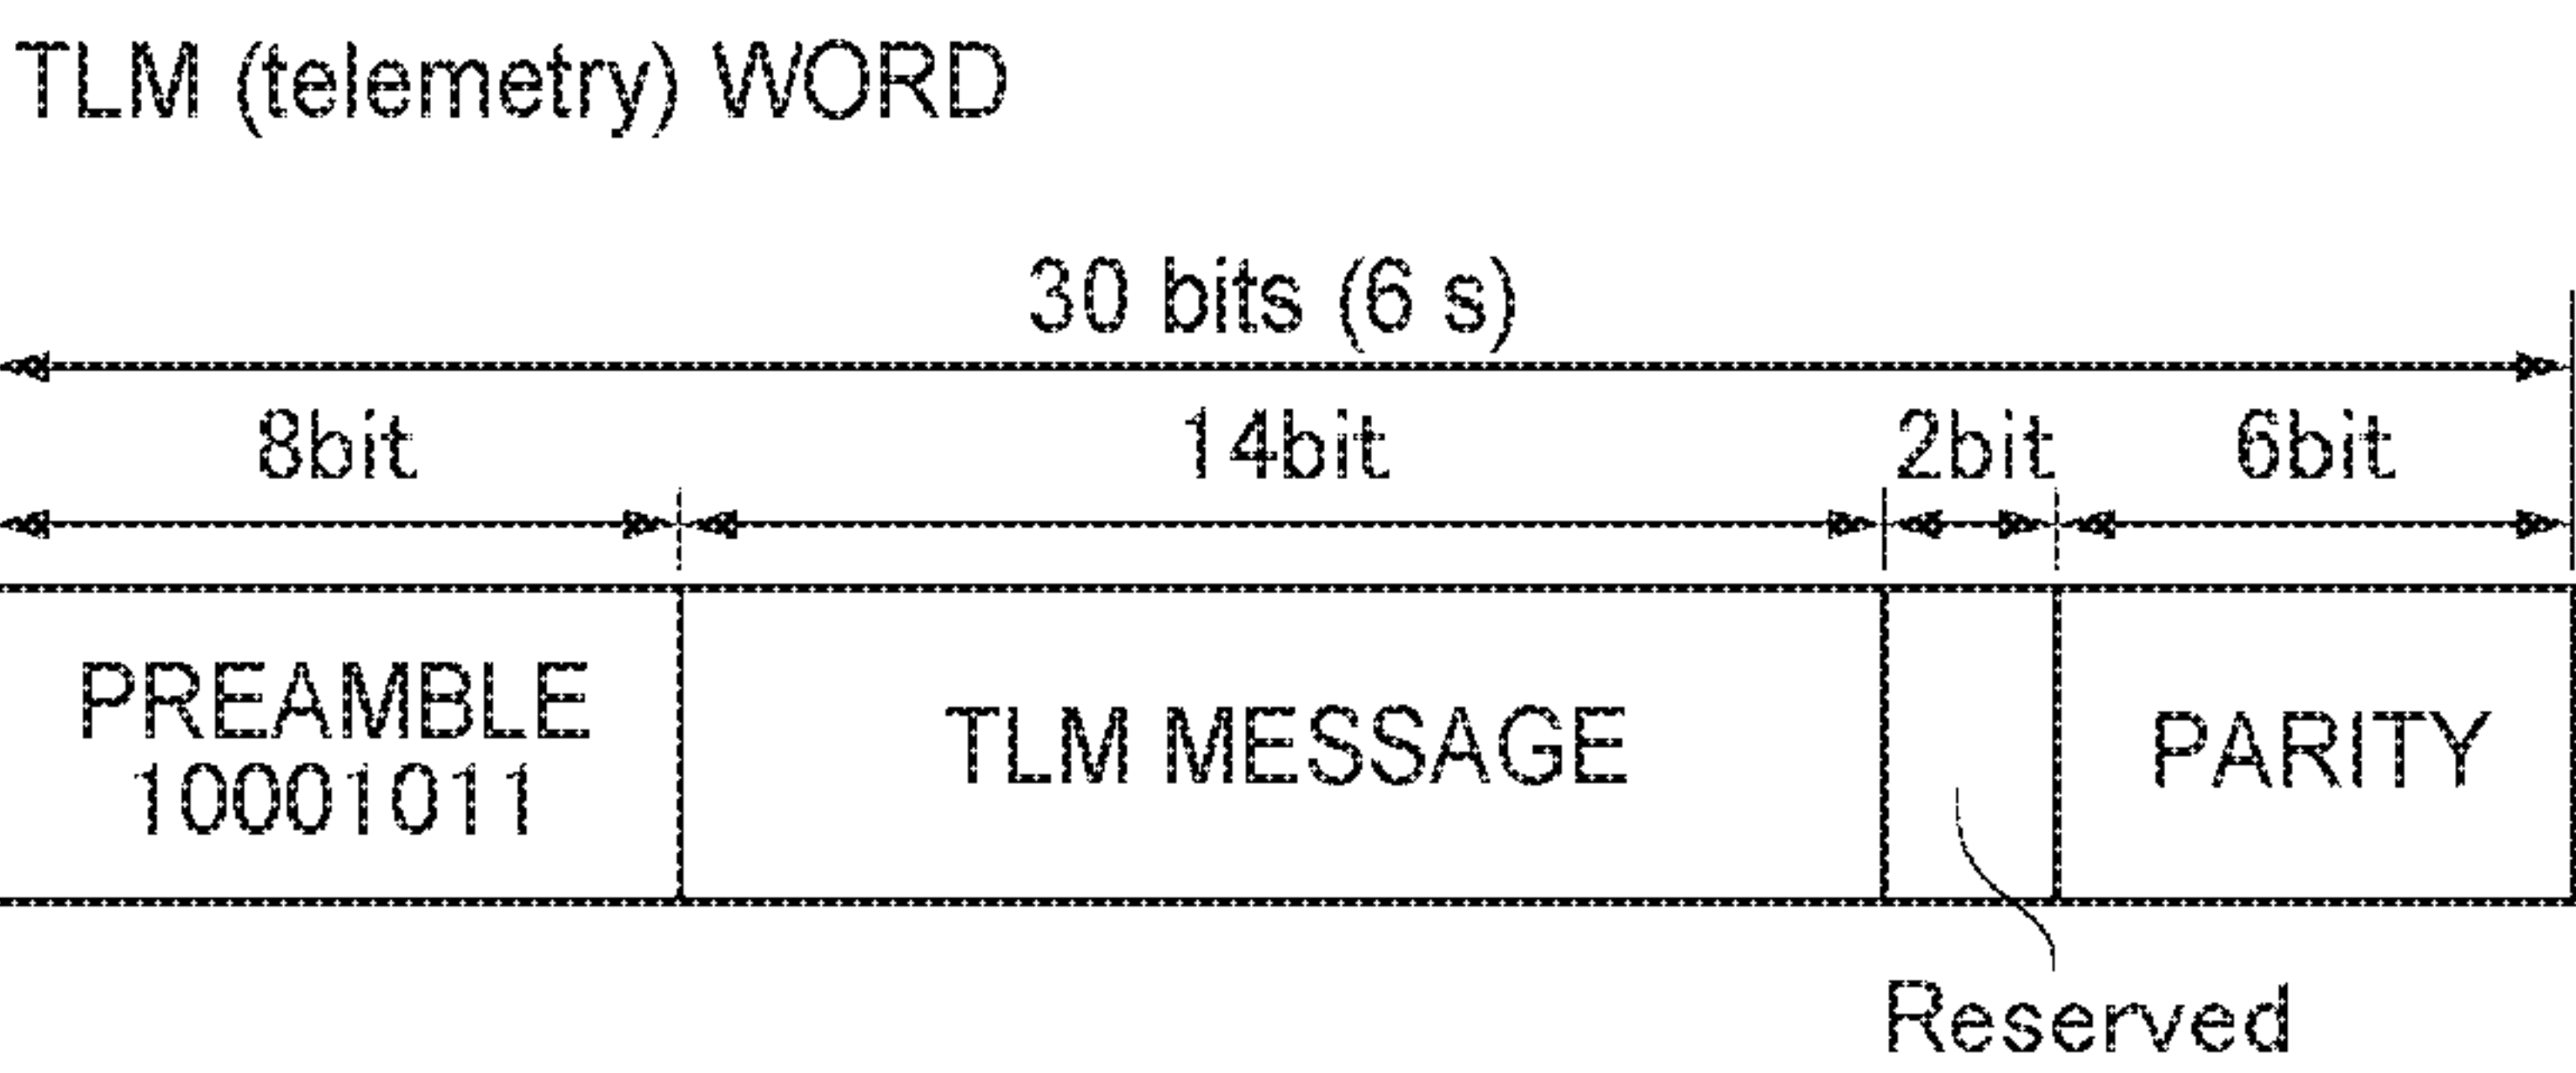 TLM (telemetry) WORD
30 bits (6 s)
8bit 14bit 2bit 6bit
PREAMBLE
10001011
TLM MESSAGE
PARITY
Reserved